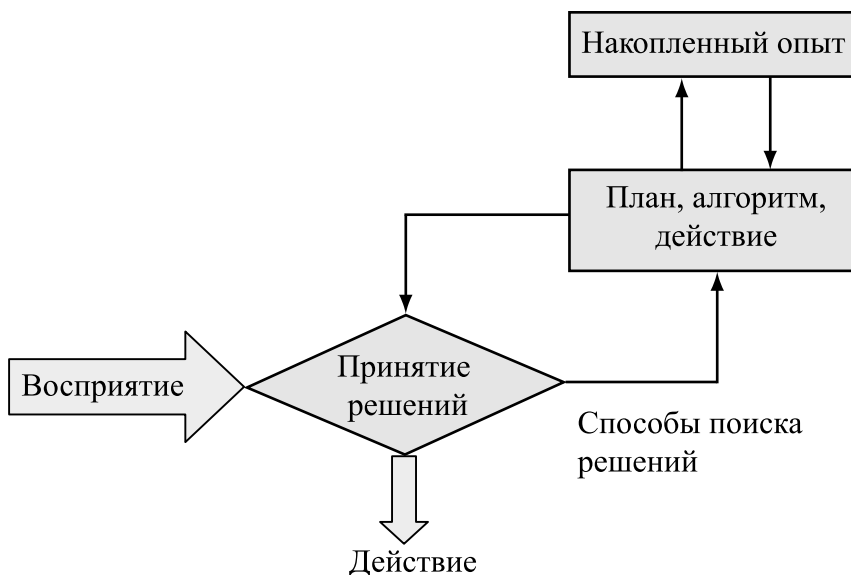 Накопленный опыт
План, алгоритм,
действие
Восприятие
Принятие
решений
Способы поиска
решений
Действие